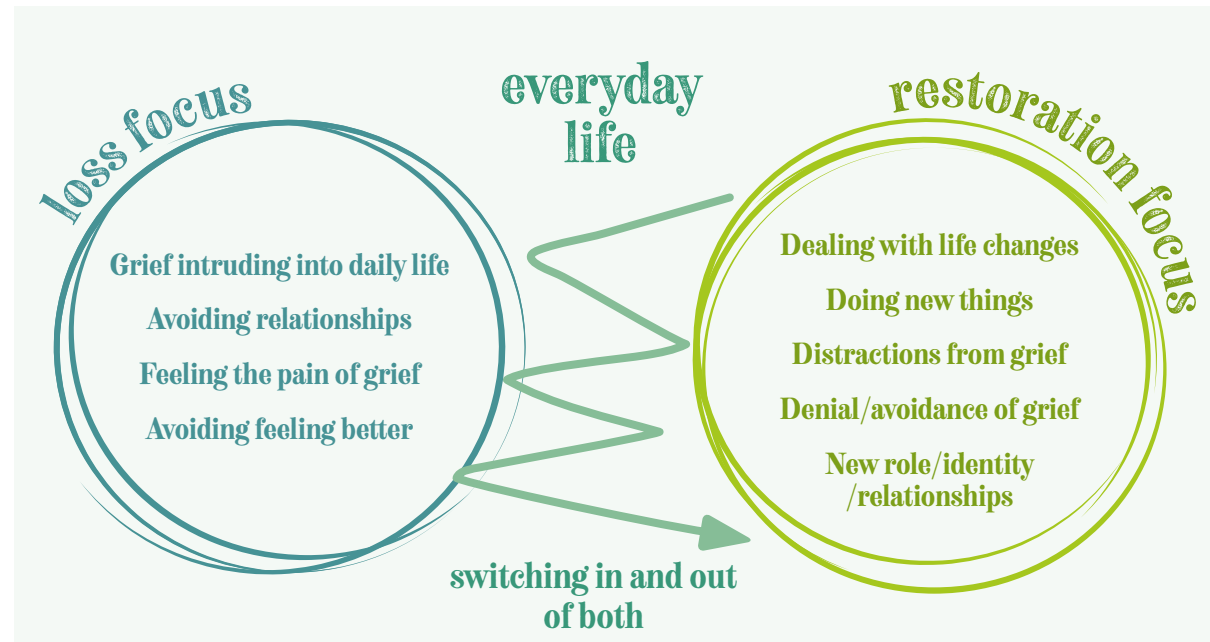 everyday
life
loss focus
Grief intruding into daily life
Avoiding relationships
Feeling the pain of grief
Avoiding feeling better
restoration focus
Dealing with life changes
Doing new things
Distractions from grief
Denial/avoidance of grief
New role/identity
/relationships
switching in and out
of both